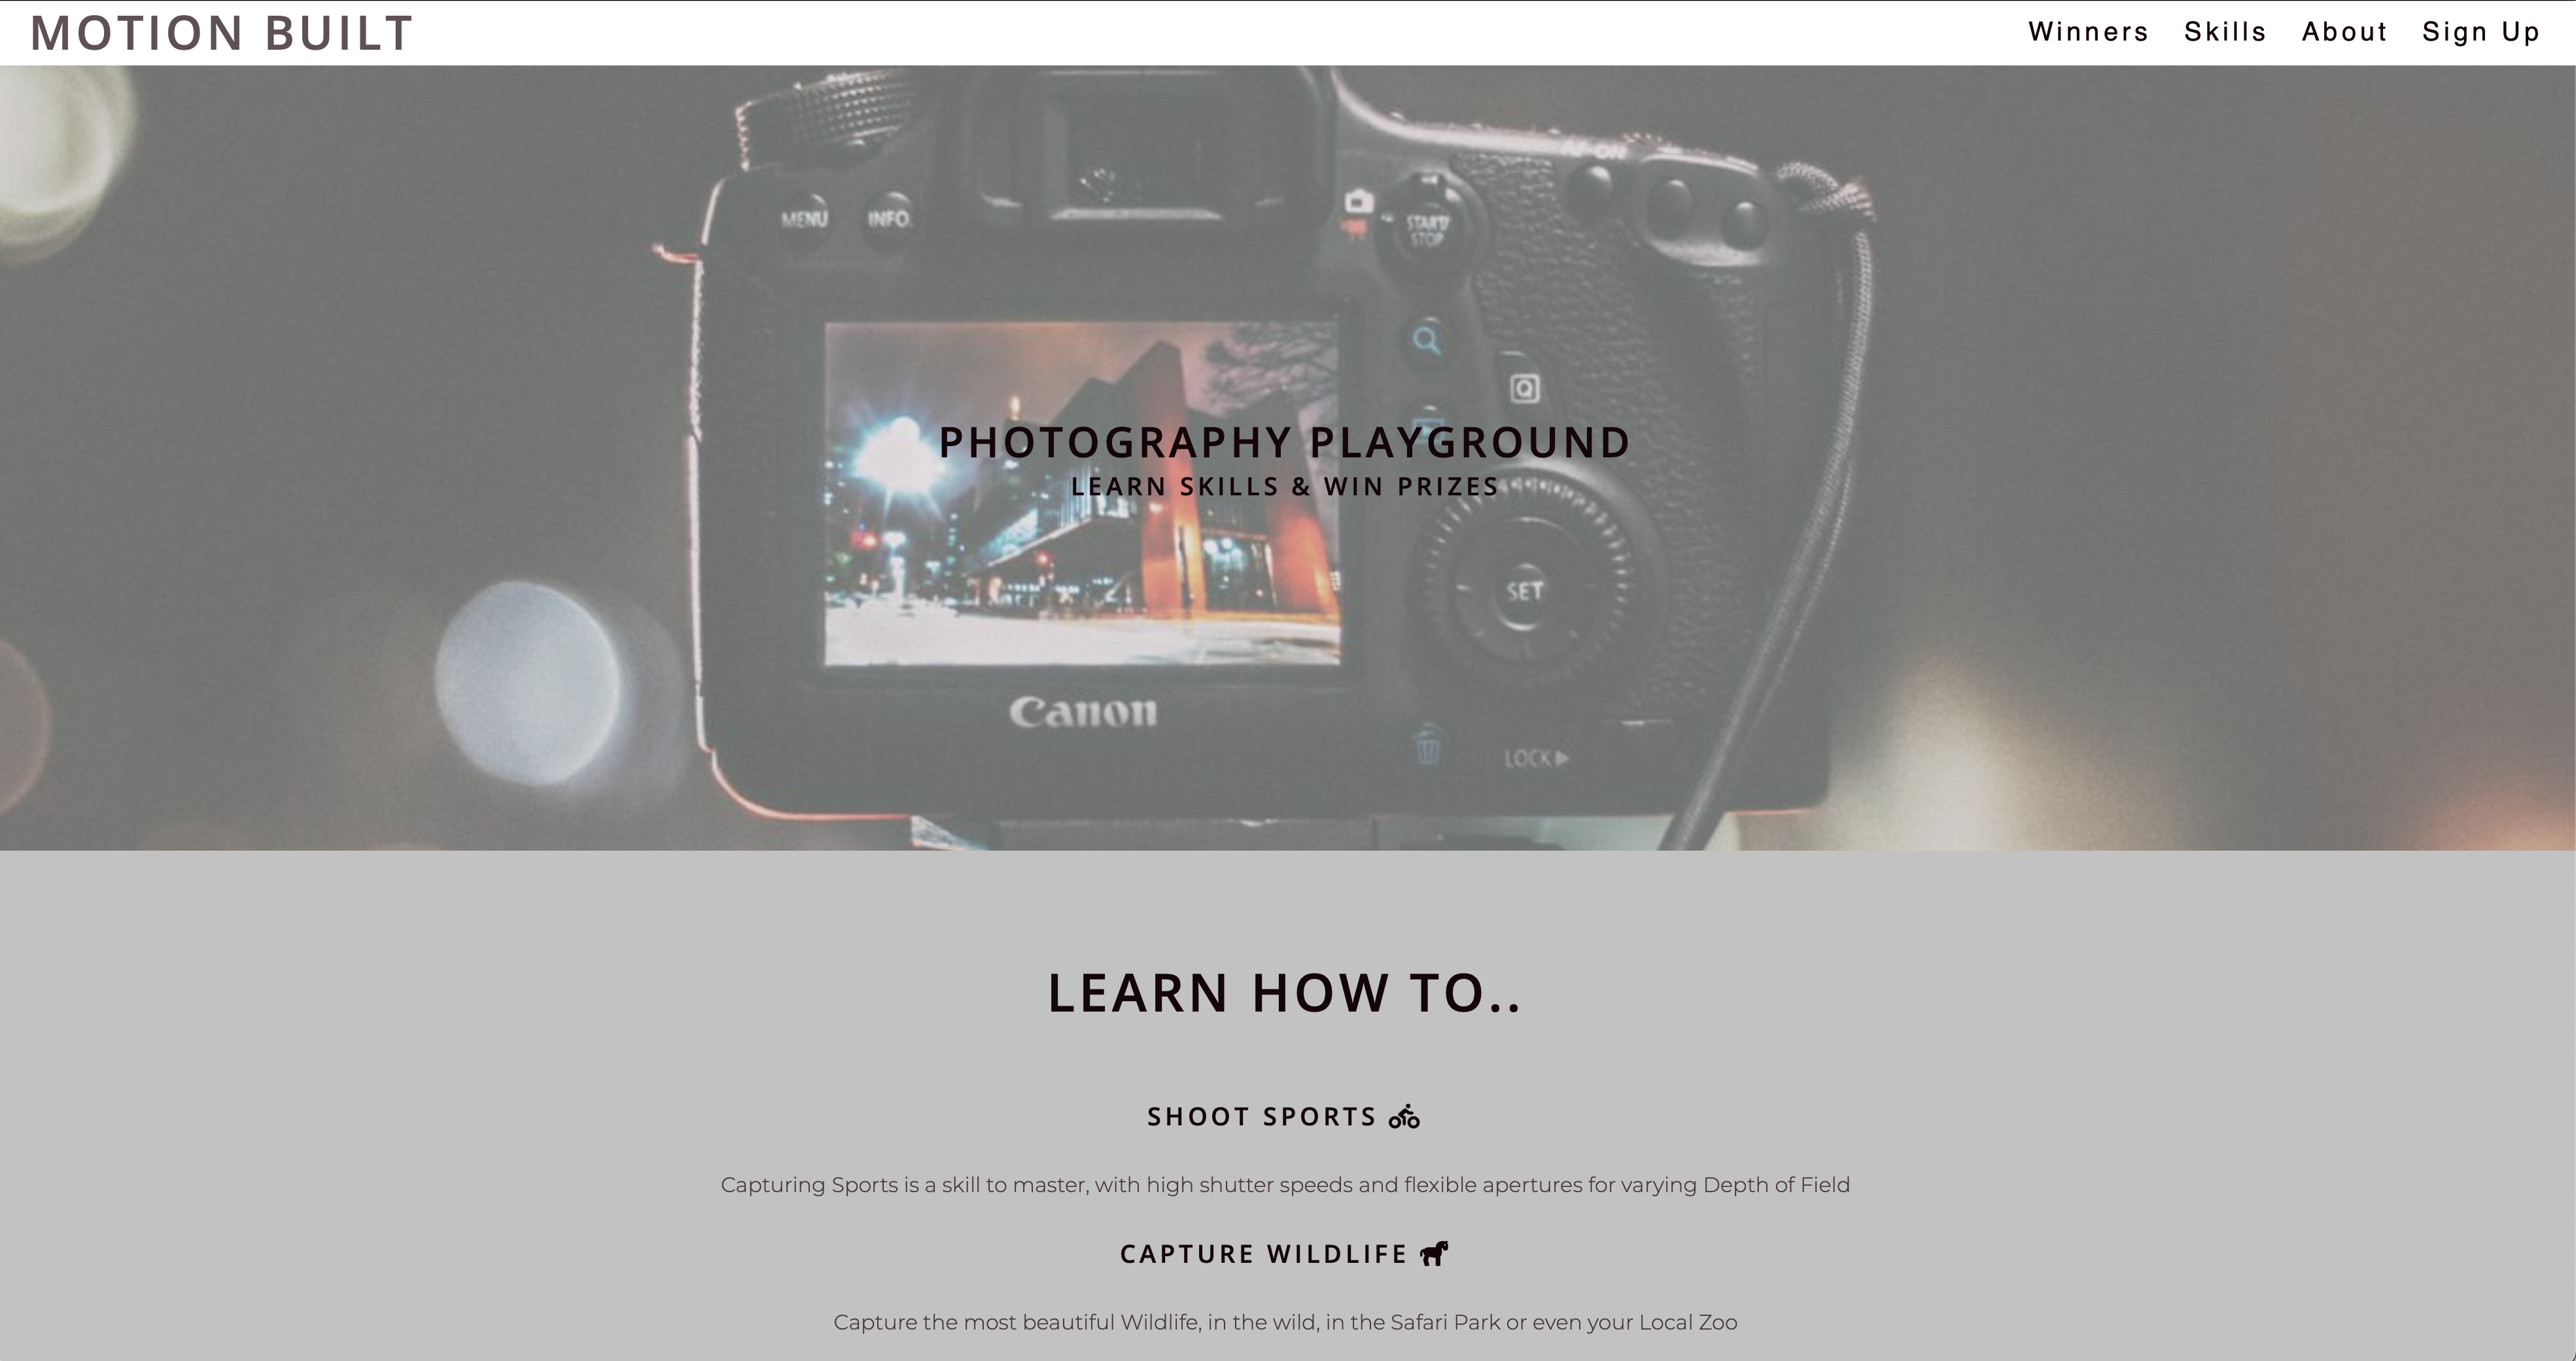 MOTION BUILT
Winners Skills About Sign Up
AF-ON
MENU INFO.
START/
STOP
Q
PHOTOGRAPHY PLAYGROUND
LEARN SKILLS & WIN PRIZES
SET
Canon
LOCK▶
LEARN HOW TO..
SHOOT SPORTS
Capturing Sports is a skill to master, with high shutter speeds and flexible apertures for varying Depth of Field
CAPTURE WILDLIFE
Capture the most beautiful Wildlife, in the wild, in the Safari Park or even your Local Zoo